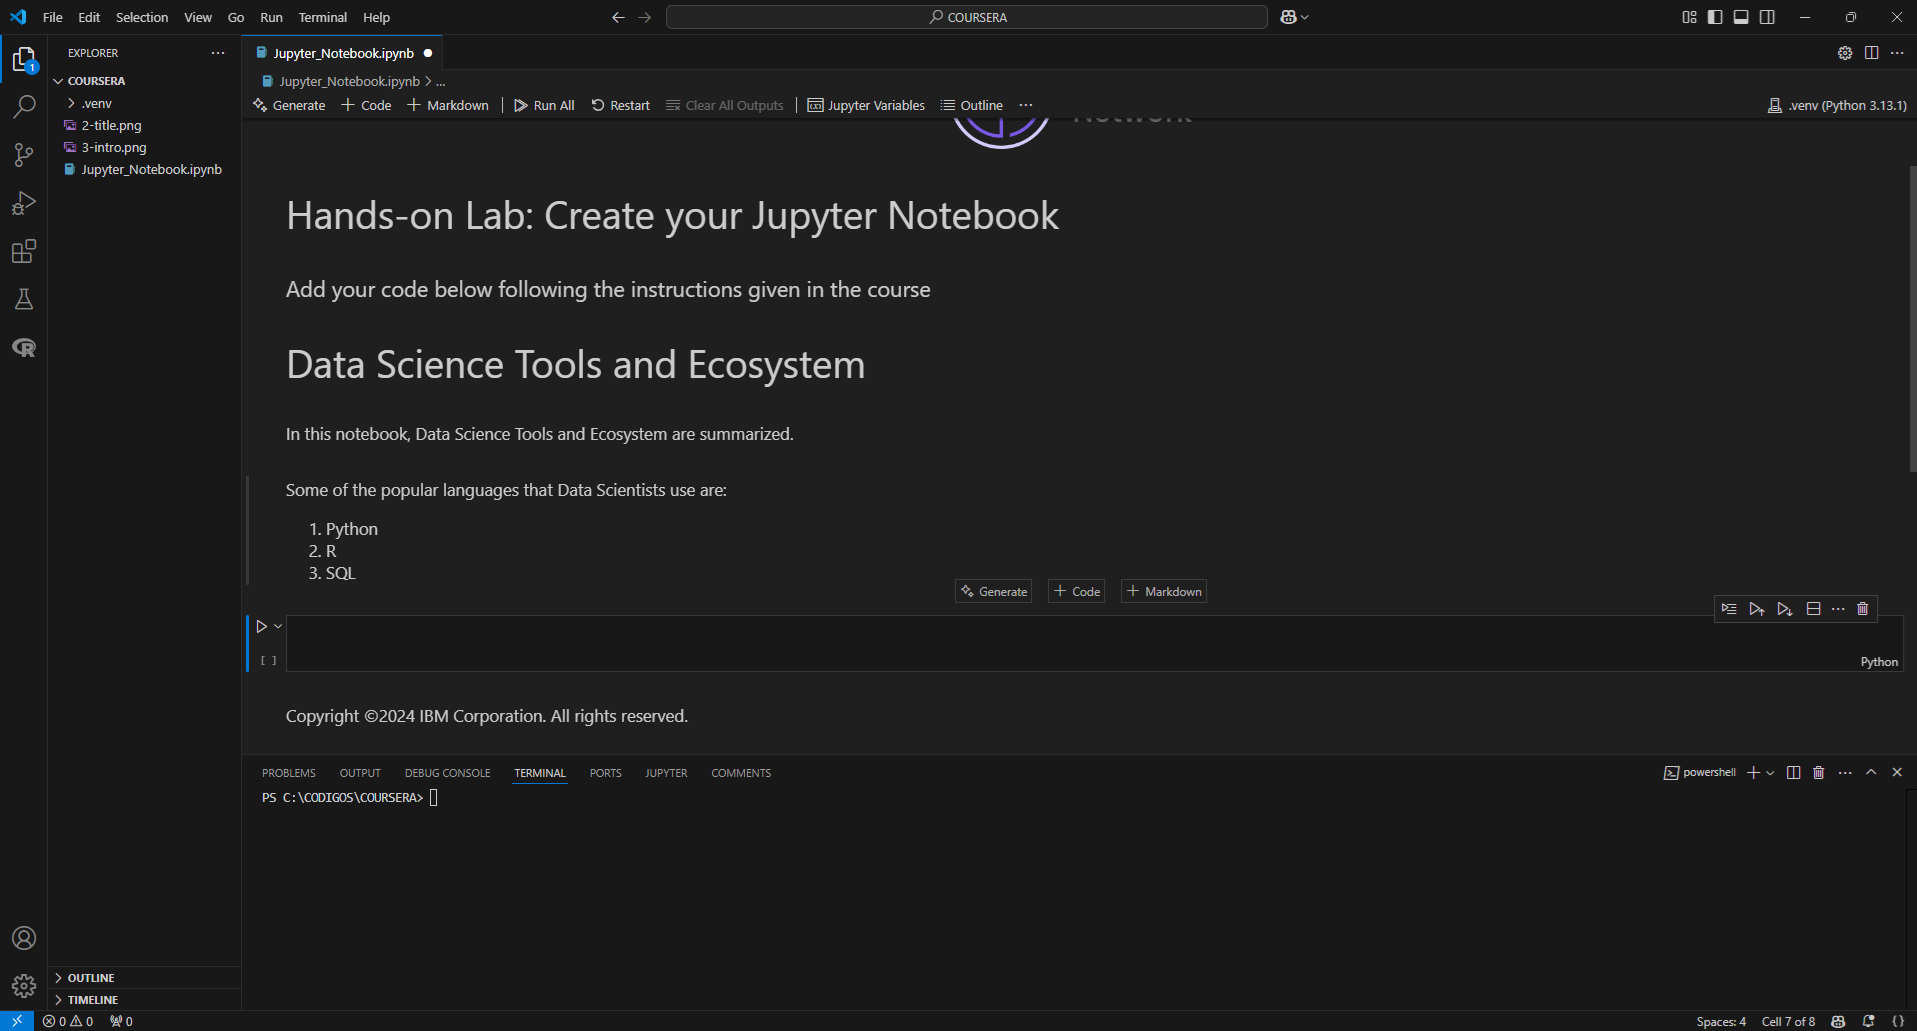 File Edit Selection View Go Run Terminal Help
COURSERA
EXPLORER
COURSERA
.venv
2-title.png
3-intro.png
Jupyter_Notebook.ipynb
1
Jupyter_Notebook.ipynb
Jupyter_Notebook.ipynb > ...
Generate + Code + Markdown Run All Restart Clear All Outputs Jupyter Variables Outline ...
.venv (Python 3.13.1)
Hands-on Lab: Create your Jupyter Notebook
Add your code below following the instructions given in the course
Data Science Tools and Ecosystem
In this notebook, Data Science Tools and Ecosystem are summarized.
Some of the popular languages that Data Scientists use are:
1. Python
2. R
3. SQL
Generate + Code + Markdown
[ ]
Python
Copyright ©2024 IBM Corporation. All rights reserved.
PROBLEMS OUTPUT DEBUG CONSOLE TERMINAL PORTS JUPYTER COMMENTS
powershell
PS C:\CODIGOS\COURSERA>
OUTLINE
TIMELINE
0 0 0
Spaces: 4 Cell 7 of 8